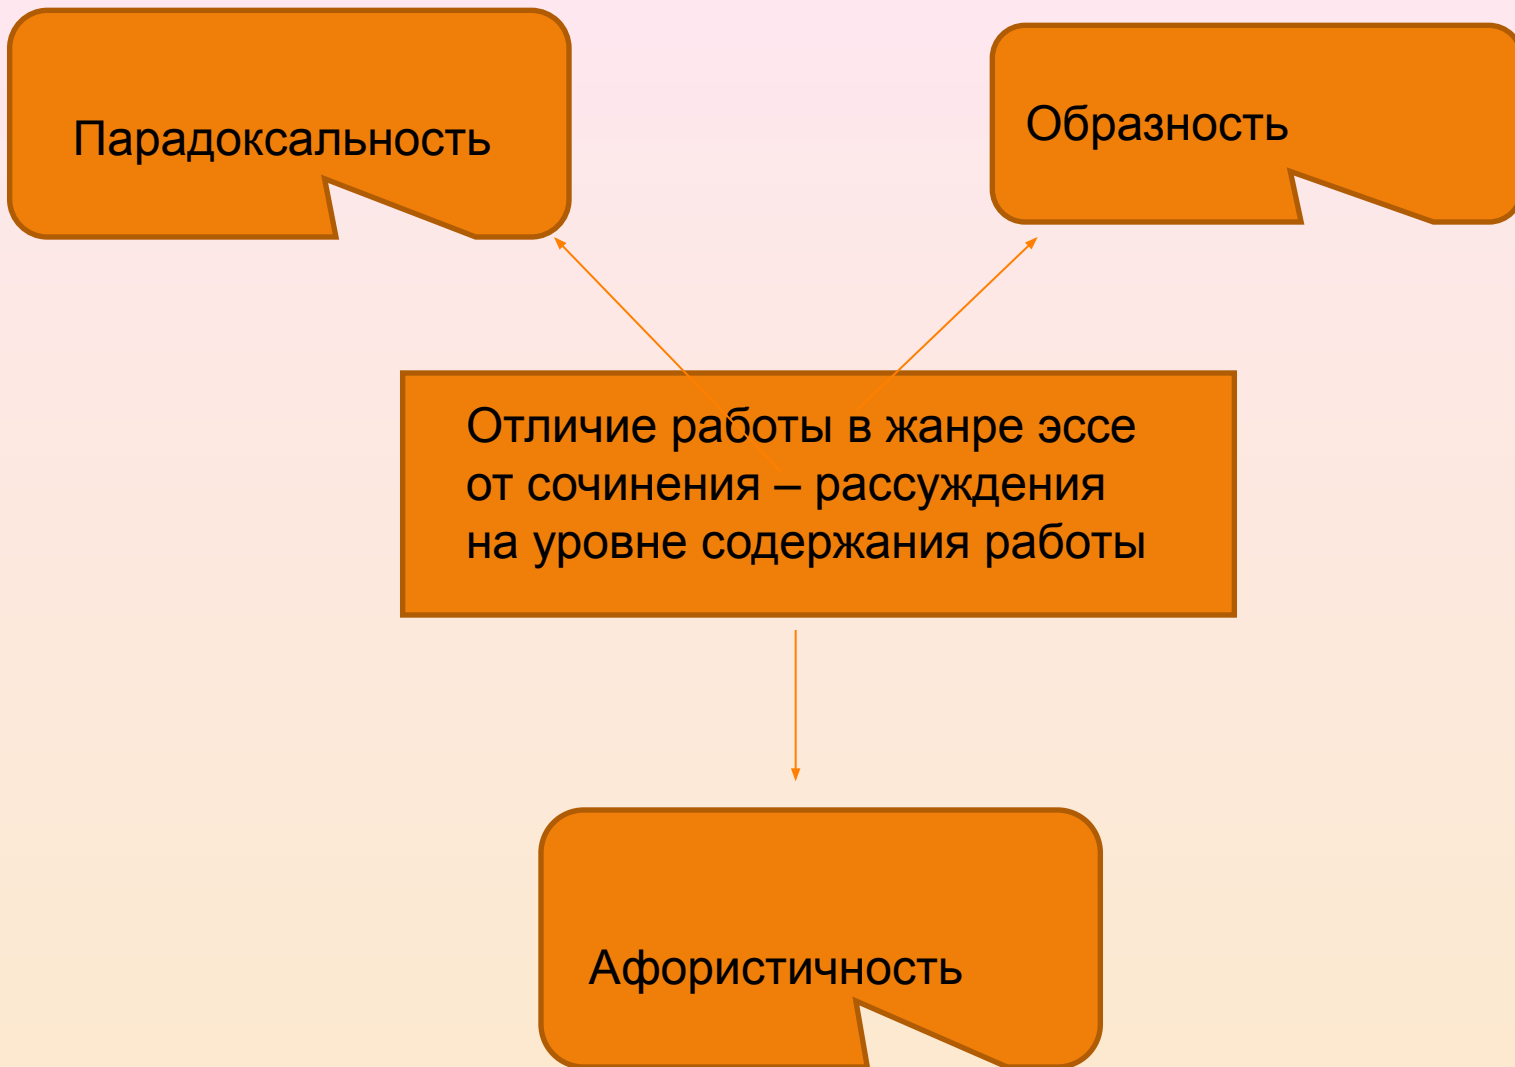 Парадоксальность
Образность
Отличие работы в жанре эссе
от сочинения – рассуждения
на уровне содержания работы
Афористичность